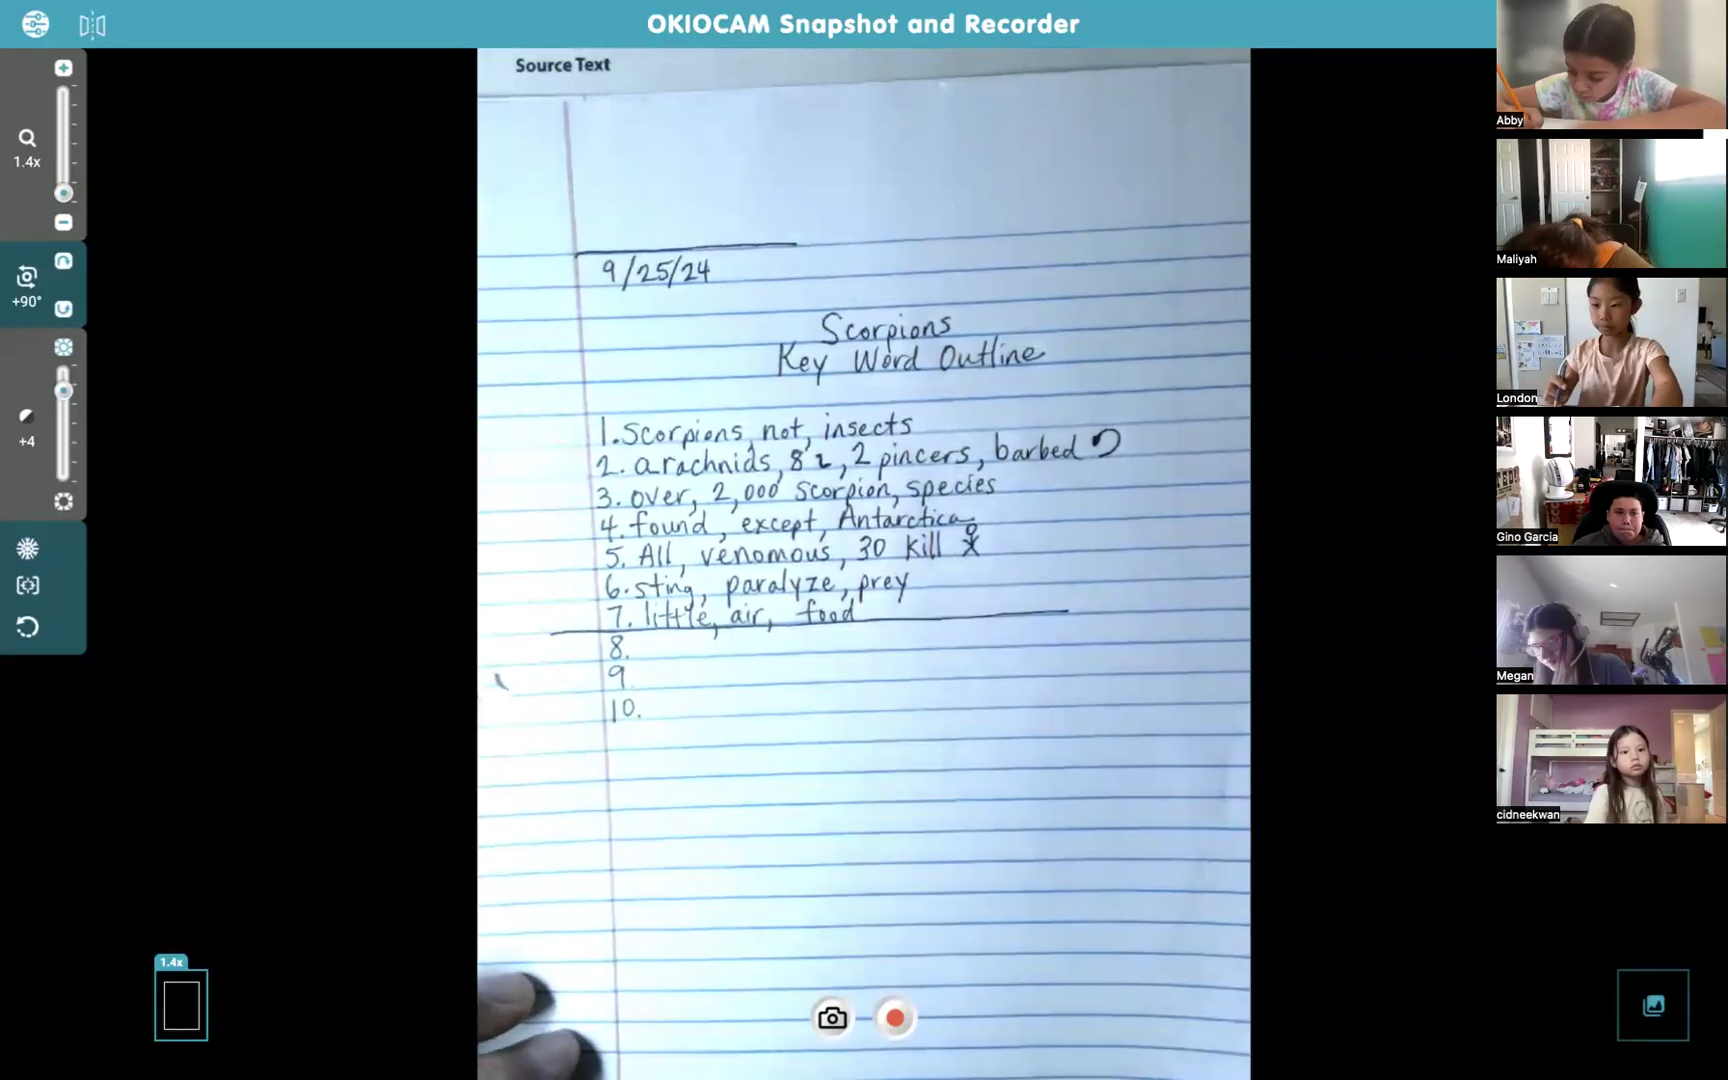 OKIOCAM Snapshot and Recorder
Source Text
1.4x
+90°
+4
9/25/24
Scorpions
Key Word Outline
1. Scorpions, not, insects
2. arachnids, 8, 2 pincers, barbed
3. over, 2,000 scorpion, species
4. found, except, Antarctica
5. All, venomous, 30 kill
6. sting, paralyze, prey
7. little, air, food
8.
9.
10.
1.4x
Abby
Maliyah
London
Gino Garcia
Megan
cidneekwan